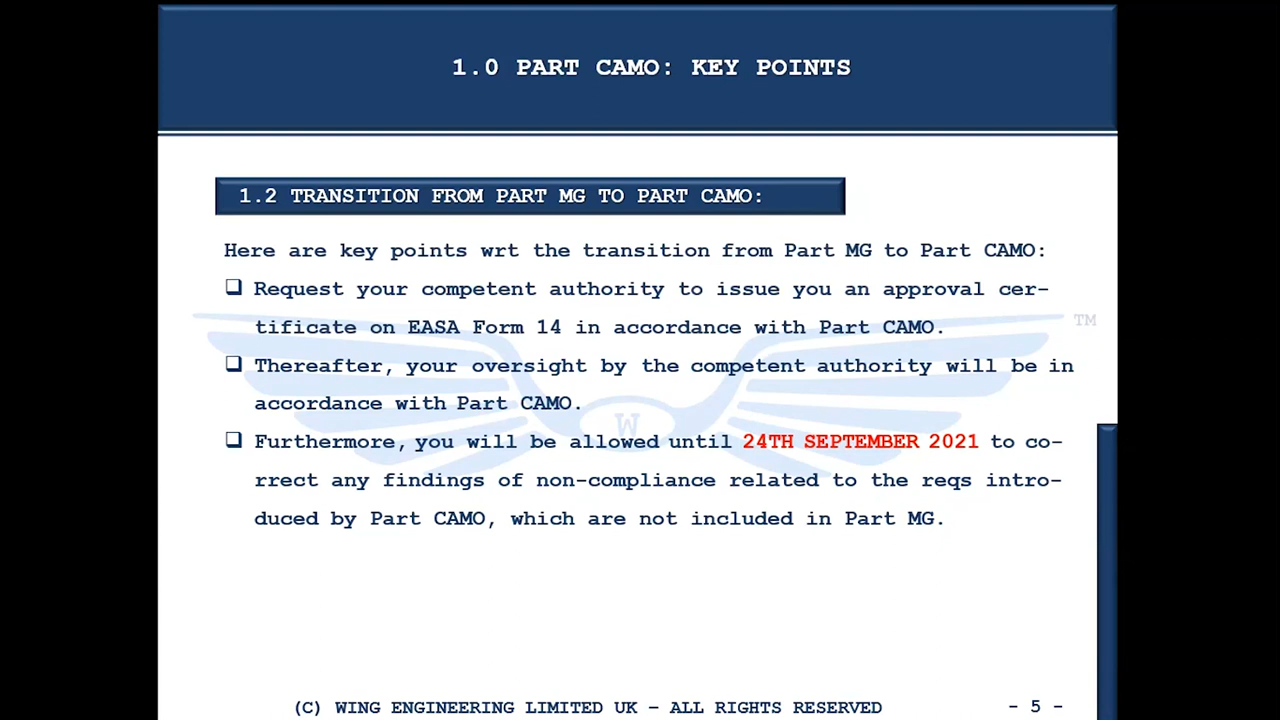 1.0 PART CAMO: KEY POINTS
1.2 TRANSITION FROM PART MG TO PART CAMO:
Here are key points wrt the transition from Part MG to Part CAMO:
❑ Request your competent authority to issue you an approval cer-
tificate on EASA Form 14 in accordance with Part CAMO.
TM
❑ Thereafter, your oversight by the competent authority will be in
accordance with Part CAMO.
W
❑ Furthermore, you will be allowed until 24TH SEPTEMBER 2021 to co-
rrect any findings of non-compliance related to the reqs intro-
duced by Part CAMO, which are not included in Part MG.
(C) WING ENGINEERING LIMITED UK – ALL RIGHTS RESERVED - 5 -